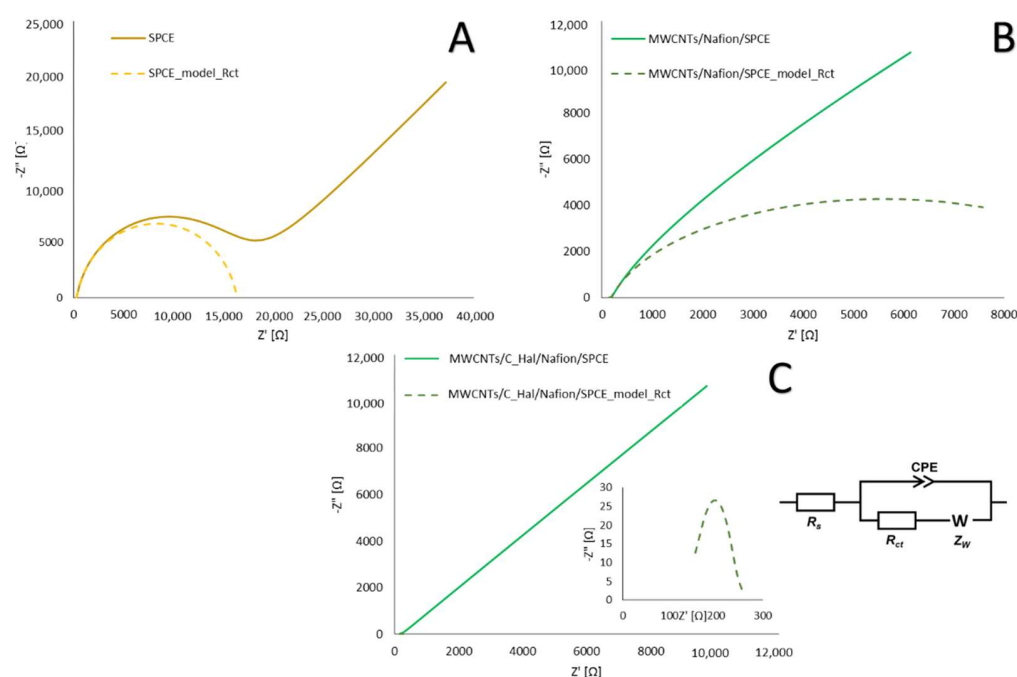 A
SPCE
SPCE_model_Rct
25,000
20,000
15,000
10,000
5000
0
-Z" [Ω]
0 5000 10,000 15,000 20,000 25,000 30,000 35,000 40,000
Z' [Ω]
B
MWCNTs/Nafion/SPCE
MWCNTs/Nafion/SPCE_model_Rct
12,000
10,000
8000
6000
4000
2000
0
-Z" [Ω]
0 1000 2000 3000 4000 5000 6000 7000 8000
Z' [Ω]
C
MWCNTs/C_Hal/Nafion/SPCE
MWCNTs/C_Hal/Nafion/SPCE_model_Rct
12,000
10,000
8000
6000
4000
2000
0
-Z" [Ω]
0 2000 4000 6000 8000 10,000 12,000
Z' [Ω]
30
25
20
15
10
5
0
-Z" [Ω]
0 100 Z' [Ω] 200 300
CPE
Rs
Rct
W
ZW